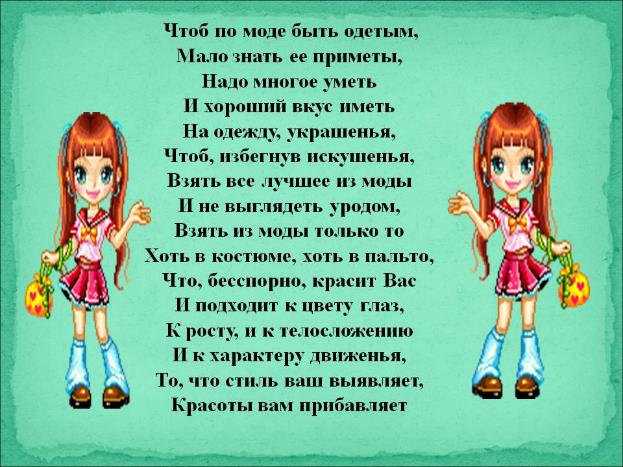 Чтоб по моде быть одетым,
Мало знать ее приметы,
Надо многое уметь
И хороший вкус иметь
На одежду, украшенья,
Чтоб, избегнув искушенья,
Взять все лучшее из моды
И не выглядеть уродом,
Взять из моды только то
Хоть в костюме, хоть в пальто,
Что, бесспорно, красит Вас
И подходит к цвету глаз,
К росту, и к телосложению
И к характеру движенья,
То, что стиль ваш выявляет,
Красоты вам прибавляет